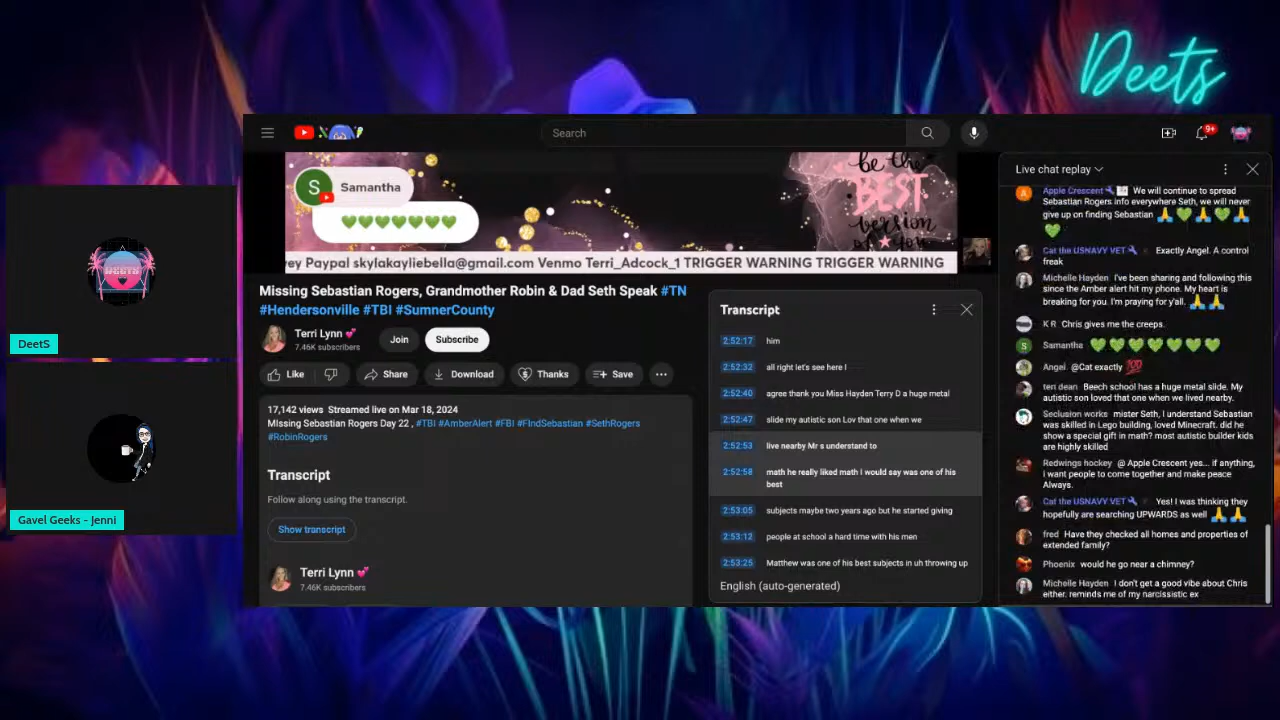 Deets
Search
9+
S Samantha
💚💚💚💚💚💚💚
be the
BEST
version
of you
vey Paypal skylakayliebella@gmail.com Venmo Terri_Adcock_1 TRIGGER WARNING TRIGGER WARNING
DEETS
DeetS
Gavel Geeks - Jenni
Missing Sebastian Rogers, Grandmother Robin & Dad Seth Speak #TN
#Hendersonville #TBI #SumnerCounty
Terri Lynn 💕
7.46K subscribers
Join
Subscribe
Like
Share
Download
Thanks
Save
17,142 views Streamed live on Mar 18, 2024
MIssing Sebastian Rogers Day 22 , #TBI #AmberAlert #FBI #FIndSebastian #SethRogers
#RobinRogers
Transcript
Follow along using the transcript.
Show transcript
Terri Lynn 💕
7.46K subscribers
Transcript
2:52:17 him
2:52:32 all right let's see here I
2:52:40 agree thank you Miss Hayden Terry D a huge metal
2:52:47 slide my autistic son Lov that one when we
2:52:53 live nearby Mr s understand to
2:52:58 math he really liked math I would say was one of his
best
2:53:05 subjects maybe two years ago but he started giving
2:53:12 people at school a hard time with his men
2:53:25 Matthew was one of his best subjects in uh throwing up
English (auto-generated)
Live chat replay
Apple Crescent We will continue to spread
Sebastian Rogers info everywhere Seth, we will never
give up on finding Sebastian 🙏💚🙏💚🙏
💚
Cat the USNAVY VET Exactly Angel. A control
freak
Michelle Hayden I've been sharing and following this
since the Amber alert hit my phone. My heart is
breaking for you. I'm praying for y'all. 🙏🙏
K R Chris gives me the creeps.
S Samantha 💚💚💚💚💚💚💚
Angel @Cat exactly 💯
teri dean Beech school has a huge metal slide. My
autistic son loved that one when we lived nearby.
Seclusion works mister Seth, I understand Sebastian
was skilled in Lego building, loved Minecraft. did he
show a special gift in math? most autistic builder kids
are highly skilled
Redwings hockey @ Apple Crescent yes... if anything,
i want people to come together and make peace
Always.
Cat the USNAVY VET Yes! I was thinking they
hopefully are searching UPWARDS as well 🙏🙏
fred Have they checked all homes and properties of
extended family?
Phoenix would he go near a chimney?
Michelle Hayden I don't get a good vibe about Chris
either. reminds me of my narcissistic ex